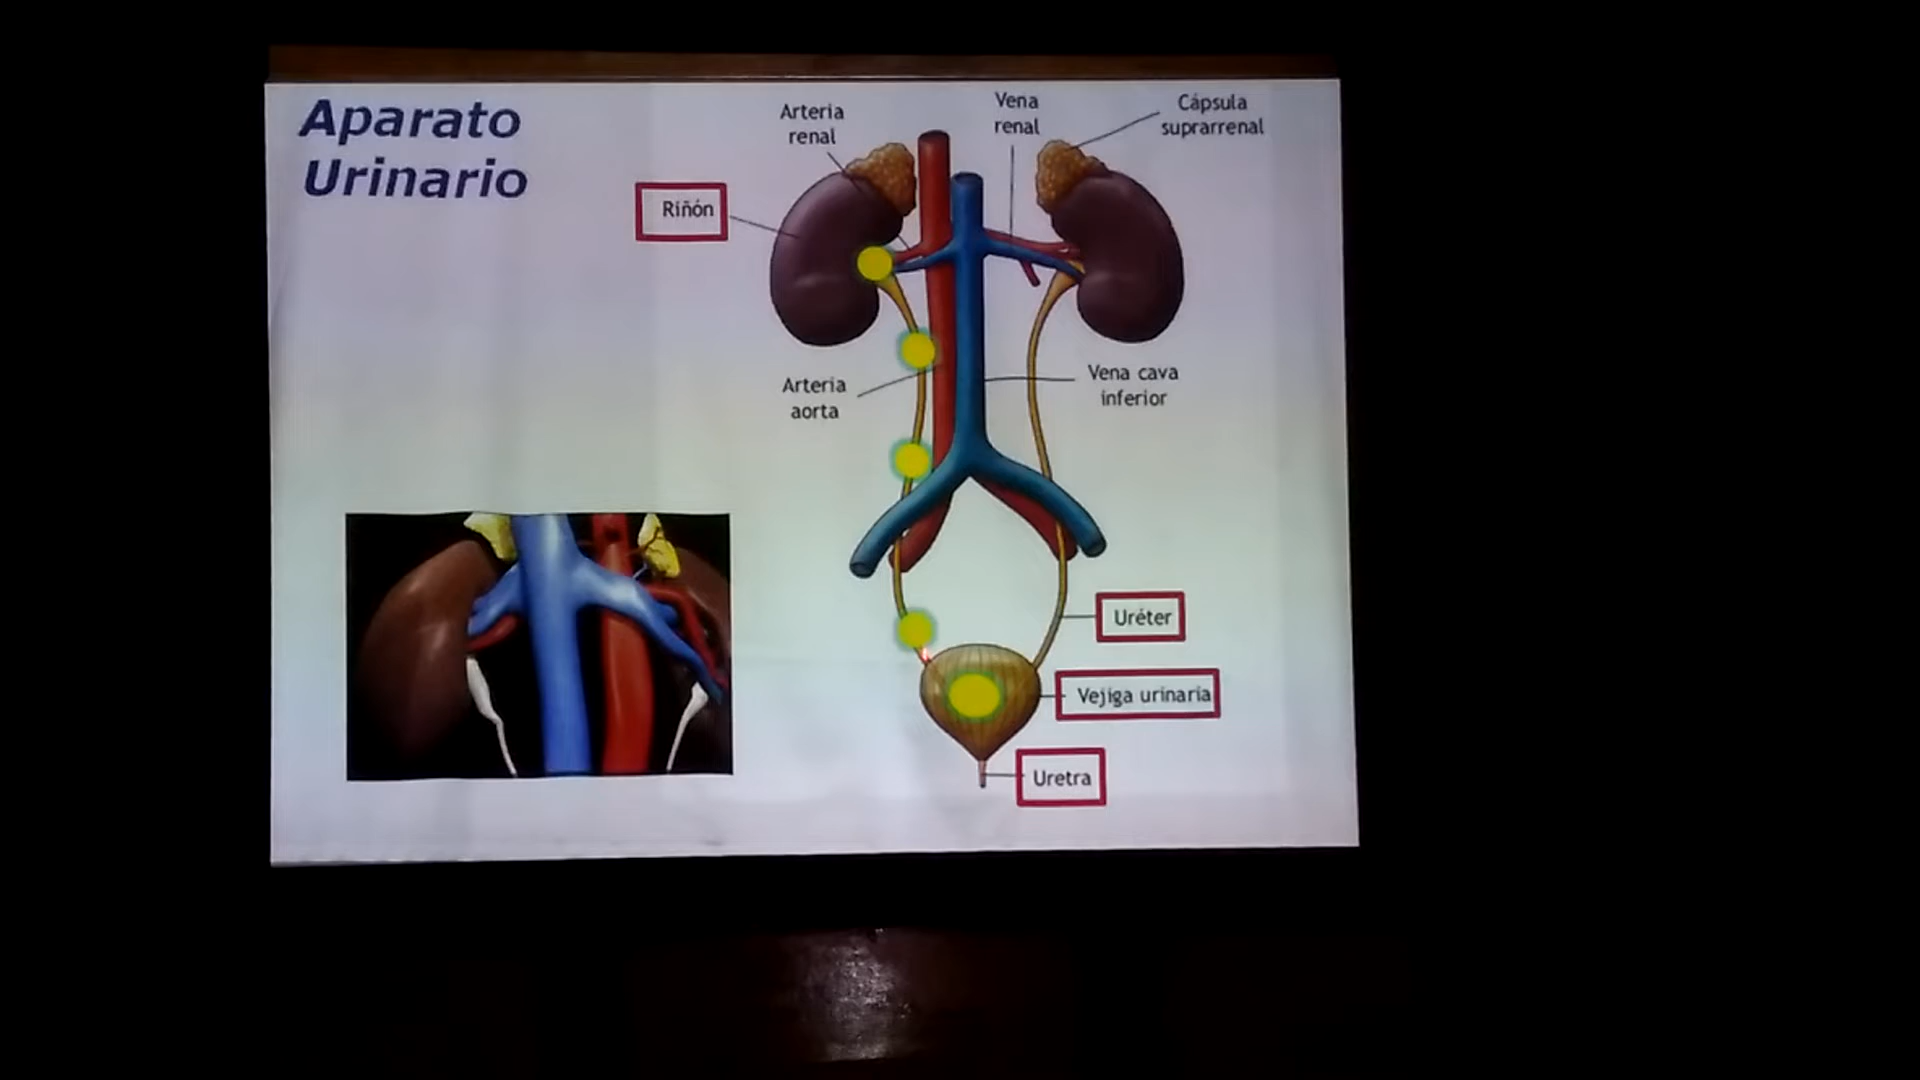 Aparato
Urinario
Arteria
renal
Vena
renal
Cápsula
suprarrenal
Riñón
Arteria
aorta
Vena cava
inferior
Uréter
Vejiga urinaria
Uretra